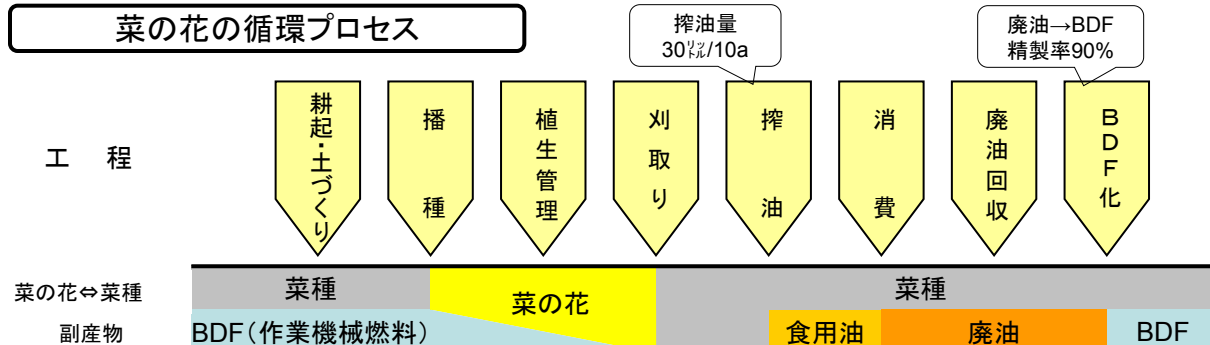 菜の花の循環プロセス
搾油量
30㍑/10a
廃油→BDF
精製率90%
工 程
耕起・土づくり
播種
植生管理
刈取り
搾油
消費
廃油回収
BDF化
菜の花⇔菜種
菜種
菜の花
菜種
副産物
BDF(作業機械燃料)
食用油
廃油
BDF